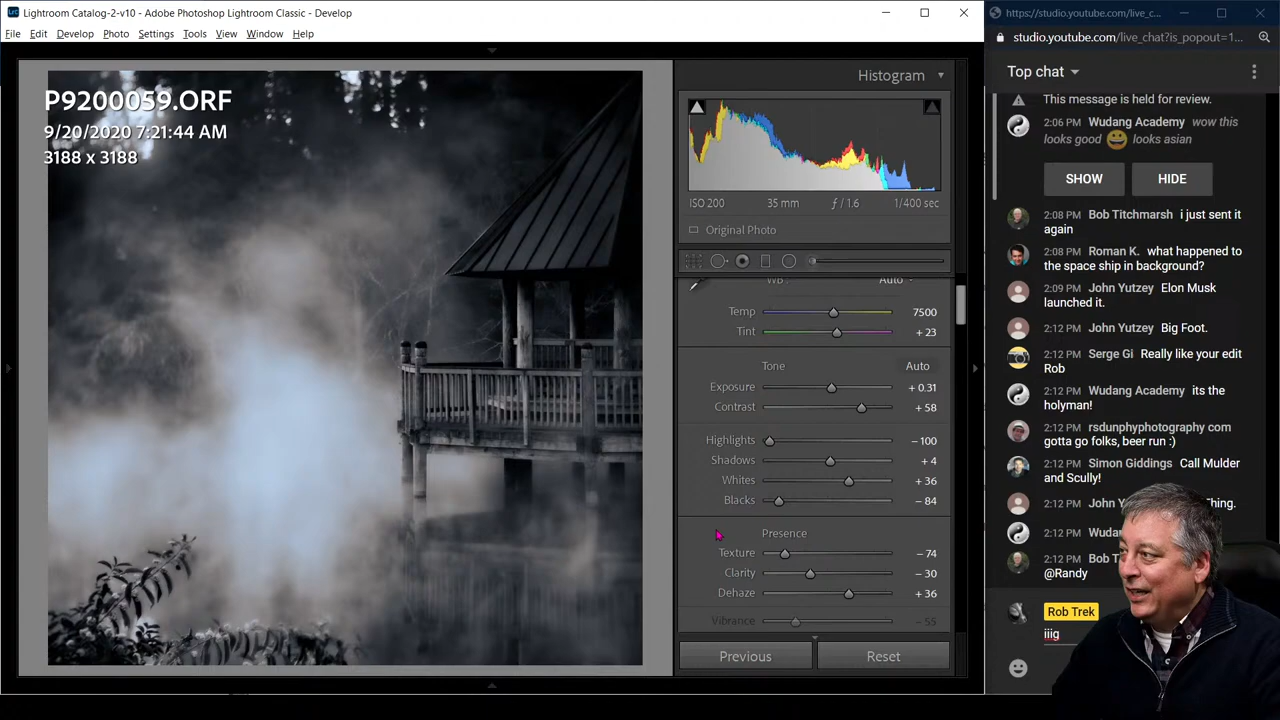 Lightroom Catalog-2-v10 - Adobe Photoshop Lightroom Classic - Develop
File Edit Develop Photo Settings Tools View Window Help
P9200059.ORF
9/20/2020 7:21:44 AM
3188 x 3188
Histogram
ISO 200 35 mm ƒ / 1.6 1/400 sec
Original Photo
WB: Auto
Temp 7500
Tint + 23
Tone Auto
Exposure + 0.31
Contrast + 58
Highlights − 100
Shadows + 4
Whites + 36
Blacks − 84
Presence
Texture − 74
Clarity − 30
Dehaze + 36
Vibrance − 55
Previous Reset
https://studio.youtube.com/live_c...
studio.youtube.com/live_chat?is_popout=1...
Top chat
This message is held for review.
2:06 PM Wudang Academy wow this
looks good looks asian
SHOW HIDE
2:08 PM Bob Titchmarsh i just sent it
again
2:08 PM Roman K. what happened to
the space ship in background?
2:09 PM John Yutzey Elon Musk
launched it.
2:12 PM John Yutzey Big Foot.
2:12 PM Serge Gi Really like your edit
Rob
2:12 PM Wudang Academy its the
holyman!
2:12 PM rsdunphyphotography com
gotta go folks, beer run :)
2:12 PM Simon Giddings Call Mulder
and Scully!
2:12 PM John Thing.
2:12 PM
2:12 PM Bob
@Randy
Rob Trek
iiig